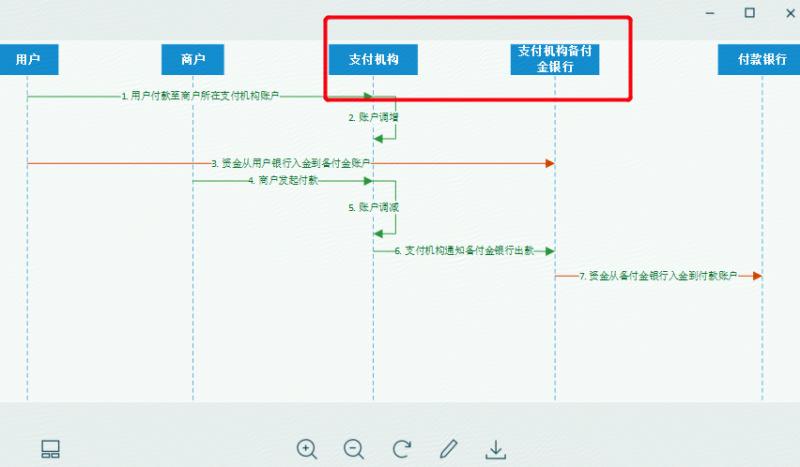 用户
商户
支付机构
支付机构备付
金银行
付款银行
1. 用户付款至商户所在支付机构账户
2. 账户调增
3. 资金从用户银行入金到备付金账户
4. 商户发起付款
5. 账户调减
6. 支付机构通知备付金银行出款
7. 资金从备付金银行入金到付款账户